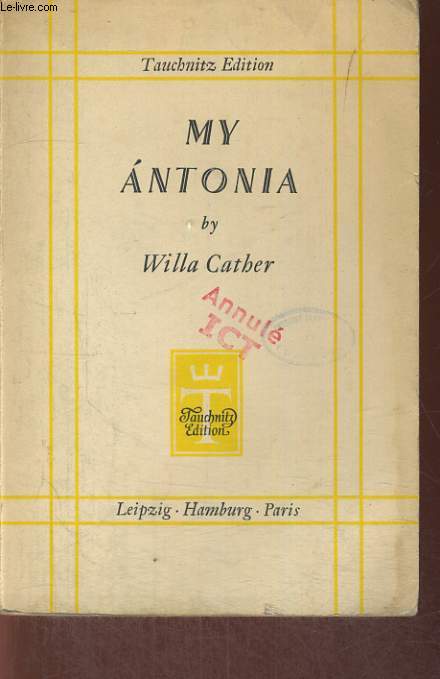 Le-livre.com
Tauchnitz Edition
MY
ÁNTONIA
by
Willa Cather
Annulé
ICT
T
Tauchnitz
Edition
Leipzig · Hamburg · Paris